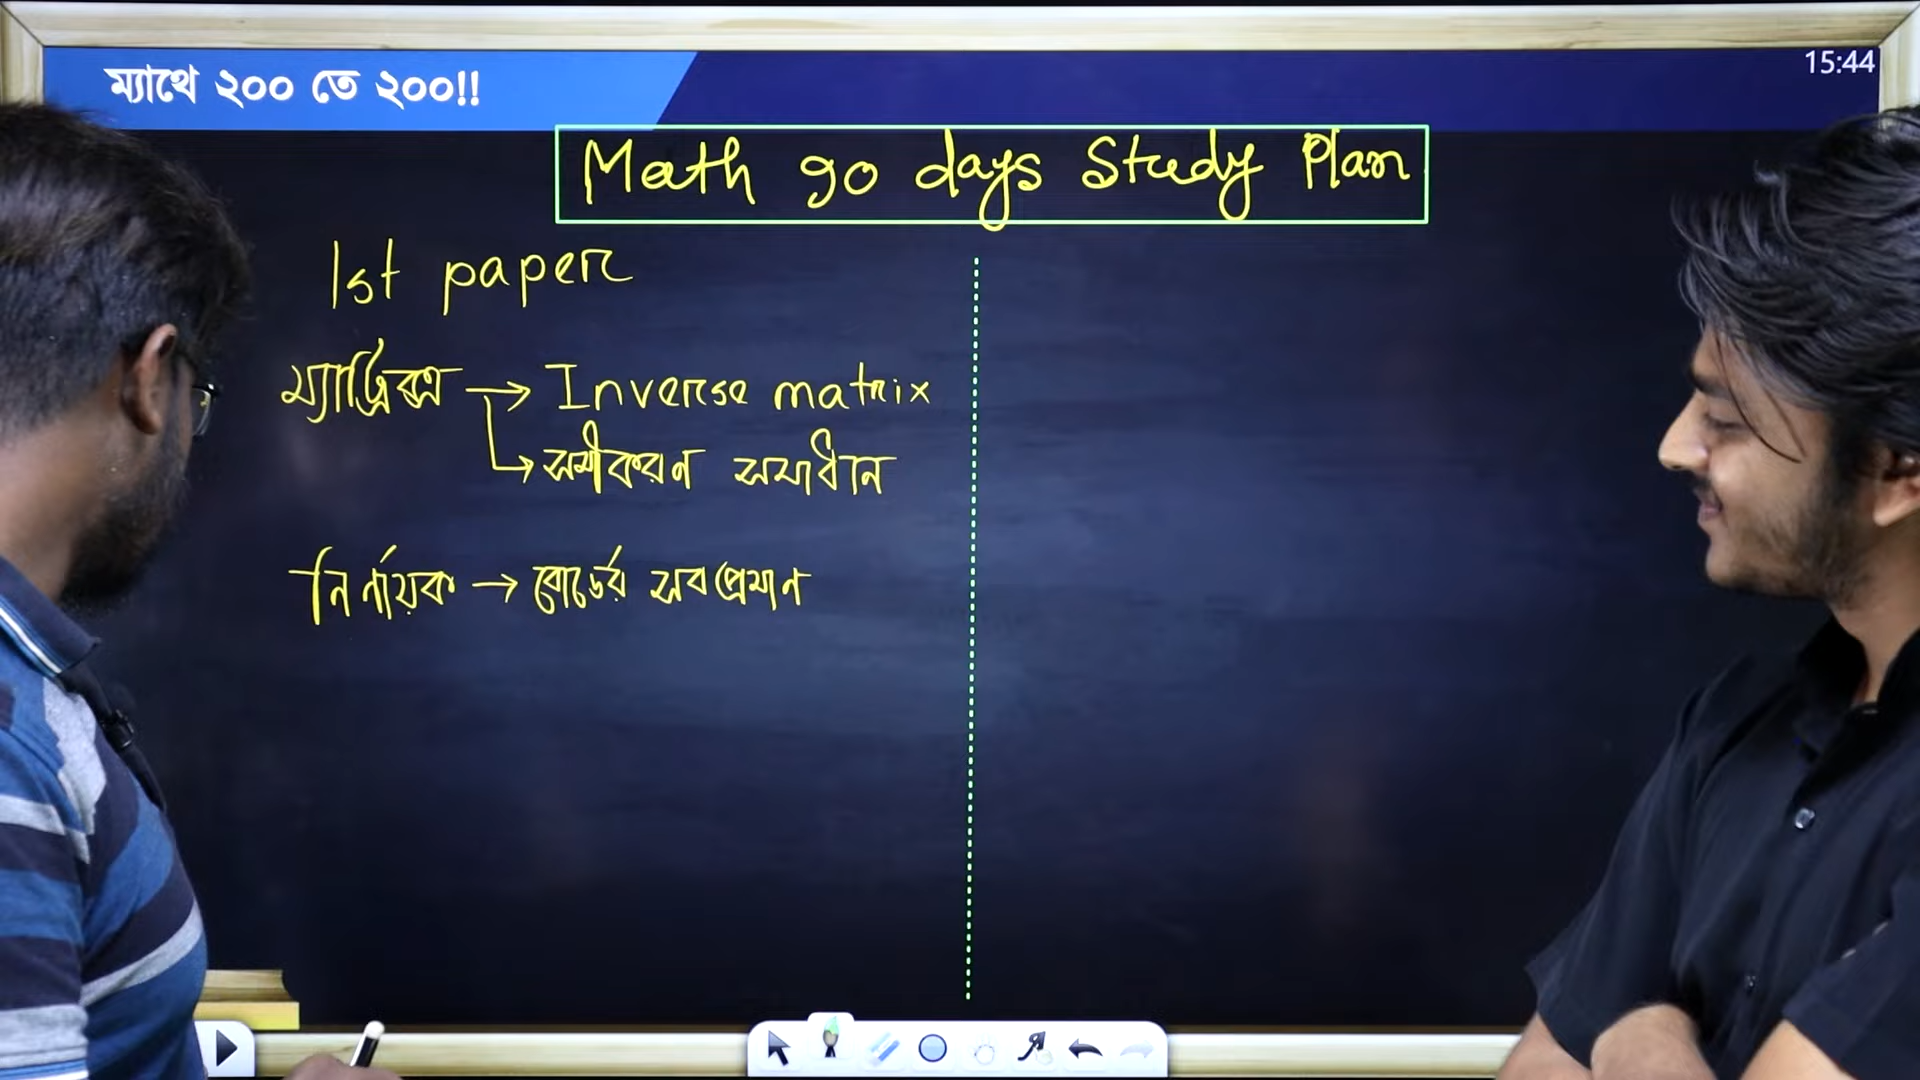 ম্যাথে ২০০ তে ২০০!!
15:44
Math 90 days Study Plan
1st paper
ম্যাট্রিক্স → Inverse matrix
→ সমীকরণ সমাধান
নির্ণায়ক → বোর্ডের সব প্রমাণ